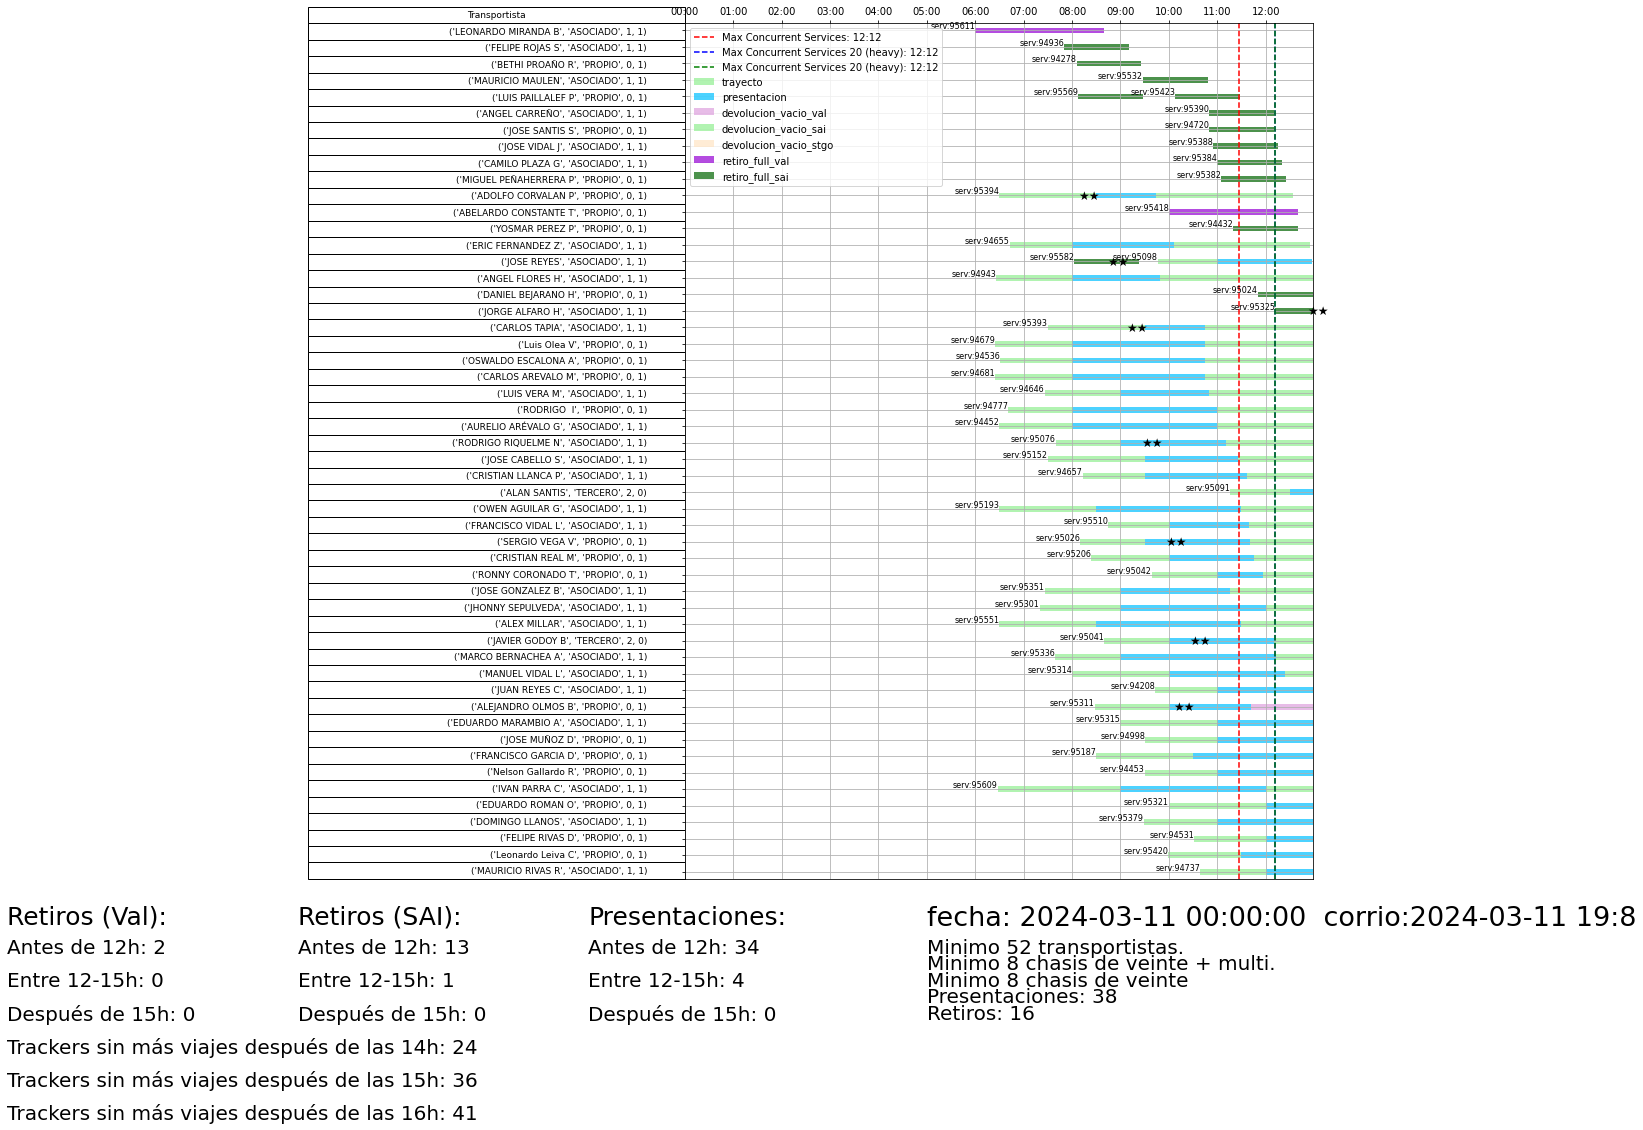 Transportista
00:00 01:00 02:00 03:00 04:00 05:00 06:00 07:00 08:00 09:00 10:00 11:00 12:00
Max Concurrent Services: 12:12
Max Concurrent Services 20 (heavy): 12:12
Max Concurrent Services 20 (heavy): 12:12
trayecto
presentacion
devolucion_vacio_val
devolucion_vacio_sai
devolucion_vacio_stgo
retiro_full_val
retiro_full_sai
('LEONARDO MIRANDA B', 'ASOCIADO', 1, 1) serv:95611
('FELIPE ROJAS S', 'ASOCIADO', 1, 1) serv:94936
('BETHI PROAÑO R', 'PROPIO', 0, 1) serv:94278
('MAURICIO MAULEN', 'ASOCIADO', 1, 1) serv:95532
('LUIS PAILLALEF P', 'PROPIO', 0, 1) serv:95569 serv:95423
('ANGEL CARREÑO', 'ASOCIADO', 1, 1) serv:95390
('JOSE SANTIS S', 'PROPIO', 0, 1) serv:94720
('JOSE VIDAL J', 'ASOCIADO', 1, 1) serv:95388
('CAMILO PLAZA G', 'ASOCIADO', 1, 1) serv:95384
('MIGUEL PEÑAHERRERA P', 'PROPIO', 0, 1) serv:95382
('ADOLFO CORVALAN P', 'PROPIO', 0, 1) serv:95394 ★★
('ABELARDO CONSTANTE T', 'PROPIO', 0, 1) serv:95418
('YOSMAR PEREZ P', 'PROPIO', 0, 1) serv:94432
('ERIC FERNANDEZ Z', 'ASOCIADO', 1, 1) serv:94655
('JOSE REYES', 'ASOCIADO', 1, 1) serv:95582 ★★ serv:95098
('ANGEL FLORES H', 'ASOCIADO', 1, 1) serv:94943
('DANIEL BEJARANO H', 'PROPIO', 0, 1) serv:95024
('JORGE ALFARO H', 'ASOCIADO', 1, 1) serv:95325 ★★
('CARLOS TAPIA', 'ASOCIADO', 1, 1) serv:95393 ★★
('Luis Olea V', 'PROPIO', 0, 1) serv:94679
('OSWALDO ESCALONA A', 'PROPIO', 0, 1) serv:94536
('CARLOS AREVALO M', 'PROPIO', 0, 1) serv:94681
('LUIS VERA M', 'ASOCIADO', 1, 1) serv:94646
('RODRIGO  I', 'PROPIO', 0, 1) serv:94777
('AURELIO ARÉVALO G', 'ASOCIADO', 1, 1) serv:94452
('RODRIGO RIQUELME N', 'ASOCIADO', 1, 1) serv:95076 ★★
('JOSE CABELLO S', 'ASOCIADO', 1, 1) serv:95152
('CRISTIAN LLANCA P', 'ASOCIADO', 1, 1) serv:94657
('ALAN SANTIS', 'TERCERO', 2, 0) serv:95091
('OWEN AGUILAR G', 'ASOCIADO', 1, 1) serv:95193
('FRANCISCO VIDAL L', 'ASOCIADO', 1, 1) serv:95510
('SERGIO VEGA V', 'PROPIO', 0, 1) serv:95026 ★★
('CRISTIAN REAL M', 'PROPIO', 0, 1) serv:95206
('RONNY CORONADO T', 'PROPIO', 0, 1) serv:95042
('JOSE GONZALEZ B', 'ASOCIADO', 1, 1) serv:95351
('JHONNY SEPULVEDA', 'ASOCIADO', 1, 1) serv:95301
('ALEX MILLAR', 'ASOCIADO', 1, 1) serv:95551
('JAVIER GODOY B', 'TERCERO', 2, 0) serv:95041 ★★
('MARCO BERNACHEA A', 'ASOCIADO', 1, 1) serv:95336
('MANUEL VIDAL L', 'ASOCIADO', 1, 1) serv:95314
('JUAN REYES C', 'ASOCIADO', 1, 1) serv:94208
('ALEJANDRO OLMOS B', 'PROPIO', 0, 1) serv:95311 ★★
('EDUARDO MARAMBIO A', 'ASOCIADO', 1, 1) serv:95315
('JOSE MUÑOZ D', 'PROPIO', 0, 1) serv:94998
('FRANCISCO GARCIA D', 'PROPIO', 0, 1) serv:95187
('Nelson Gallardo R', 'PROPIO', 0, 1) serv:94453
('IVAN PARRA C', 'ASOCIADO', 1, 1) serv:95609
('EDUARDO ROMAN O', 'PROPIO', 0, 1) serv:95321
('DOMINGO LLANOS', 'ASOCIADO', 1, 1) serv:95379
('FELIPE RIVAS D', 'PROPIO', 0, 1) serv:94531
('Leonardo Leiva C', 'PROPIO', 0, 1) serv:95420
('MAURICIO RIVAS R', 'ASOCIADO', 1, 1) serv:94737
Retiros (Val):
Antes de 12h: 2
Entre 12-15h: 0
Después de 15h: 0
Trackers sin más viajes después de las 14h: 24
Trackers sin más viajes después de las 15h: 36
Trackers sin más viajes después de las 16h: 41
Retiros (SAI):
Antes de 12h: 13
Entre 12-15h: 1
Después de 15h: 0
Presentaciones:
Antes de 12h: 34
Entre 12-15h: 4
Después de 15h: 0
fecha: 2024-03-11 00:00:00  corrio:2024-03-11 19:8
Minimo 52 transportistas.
Minimo 8 chasis de veinte + multi.
Minimo 8 chasis de veinte
Presentaciones: 38
Retiros: 16